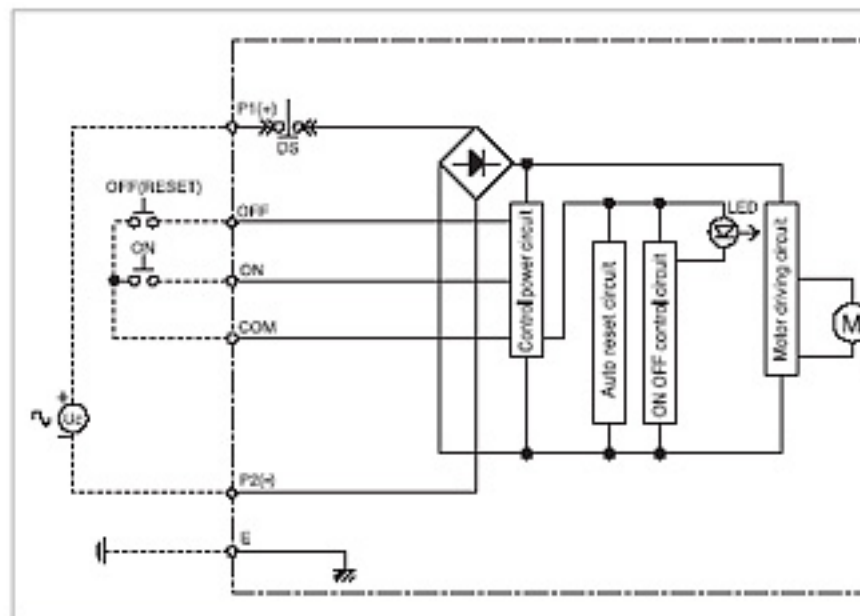 P1(+)
DS
OFF(RESET)
OFF
LED
ON
ON
COM
Control power circuit
Auto reset circuit
ON OFF control circuit
Motor driving circuit
M
+
Uc
-
P2(-)
E